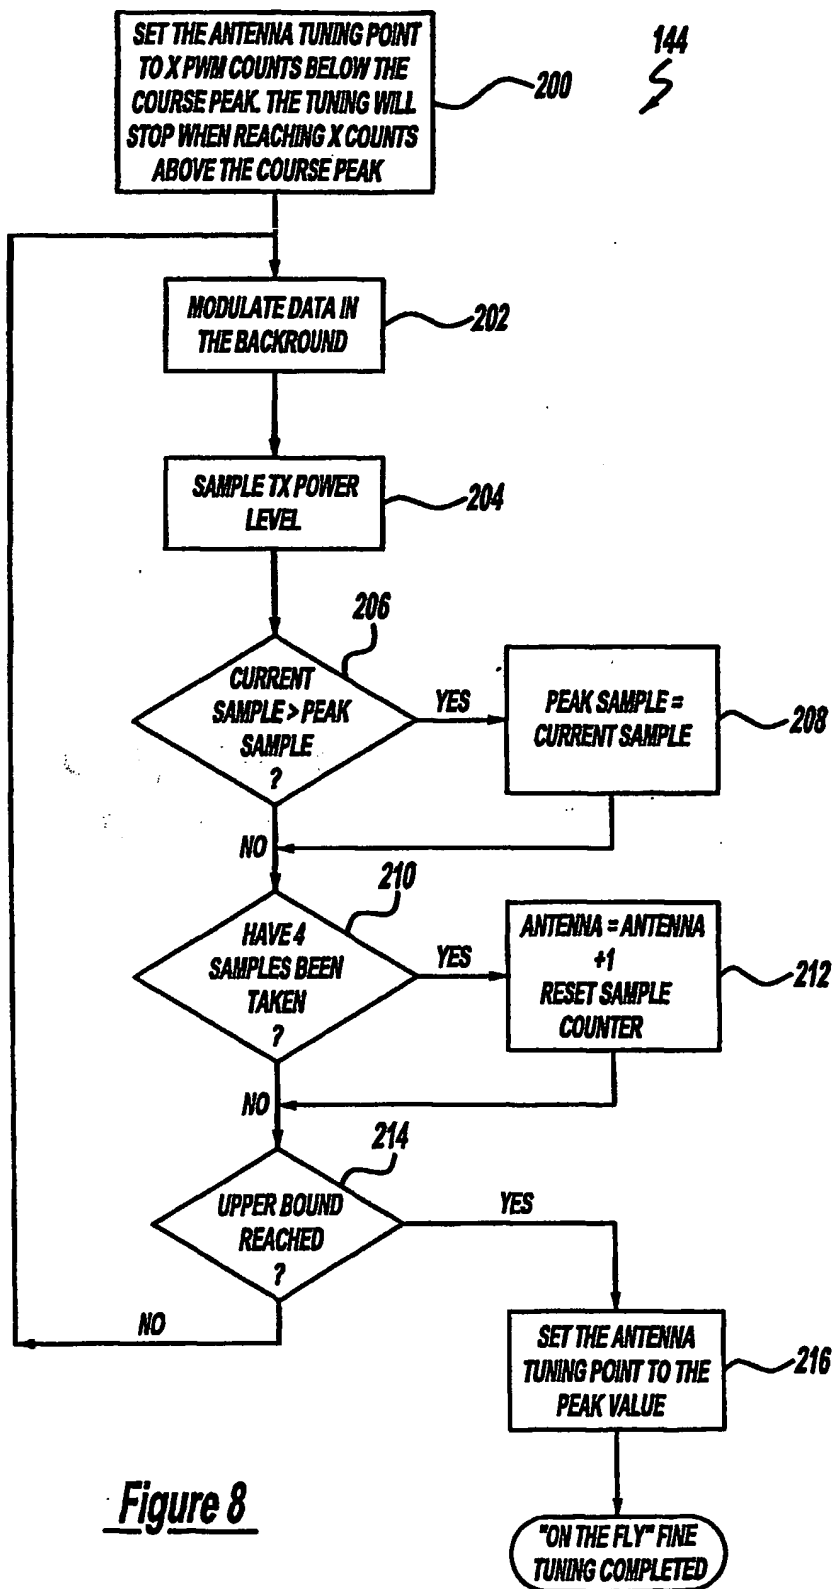 SET THE ANTENNA TUNING POINT
TO X PWM COUNTS BELOW THE
COURSE PEAK. THE TUNING WILL
STOP WHEN REACHING X COUNTS
ABOVE THE COURSE PEAK
200
144
MODULATE DATA IN
THE BACKROUND
202
SAMPLE TX POWER
LEVEL
204
206
CURRENT
SAMPLE > PEAK
SAMPLE
?
YES
PEAK SAMPLE =
CURRENT SAMPLE
208
NO
210
HAVE 4
SAMPLES BEEN
TAKEN
?
YES
ANTENNA = ANTENNA
+1
RESET SAMPLE
COUNTER
212
NO
214
UPPER BOUND
REACHED
?
YES
NO
SET THE ANTENNA
TUNING POINT TO THE
PEAK VALUE
216
"ON THE FLY" FINE
TUNING COMPLETED
Figure 8